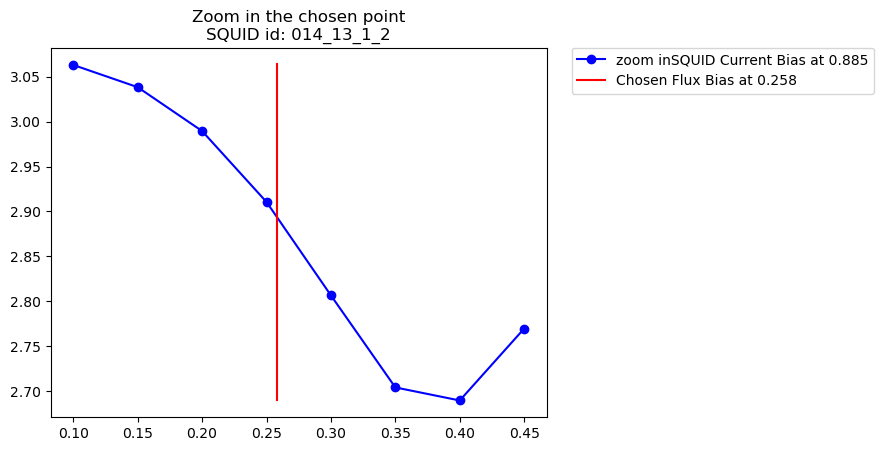 Zoom in the chosen point
SQUID id: 014_13_1_2
zoom inSQUID Current Bias at 0.885
Chosen Flux Bias at 0.258
3.05
3.00
2.95
2.90
2.85
2.80
2.75
2.70
0.10 0.15 0.20 0.25 0.30 0.35 0.40 0.45